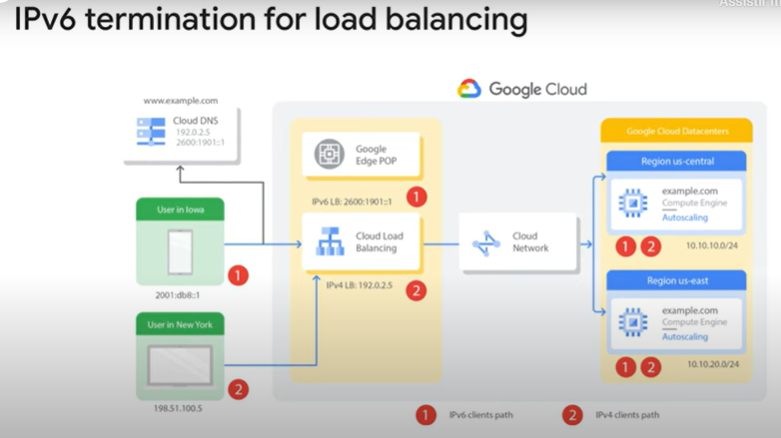 Assistir m
IPv6 termination for load balancing
Google Cloud
www.example.com
Cloud DNS
192.0.2.5
2600:1901::1
Google
Edge POP
IPv6 LB: 2600:1901::1
1
User in Iowa
1
2001:db8::1
Cloud Load
Balancing
IPv4 LB: 192.0.2.5
2
User in New York
2
198.51.100.5
Cloud
Network
Google Cloud Datacenters
Region us-central
example.com
Compute Engine
Autoscaling
1 2 10.10.10.0/24
Region us-east
example.com
Compute Engine
Autoscaling
1 2 10.10.20.0/24
1 IPv6 clients path 2 IPv4 clients path